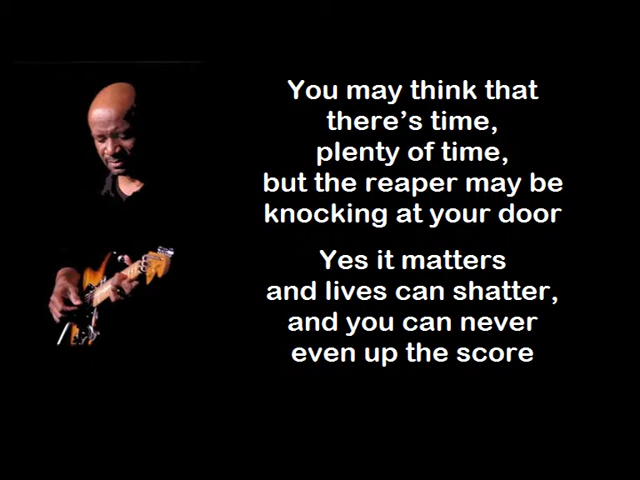 You may think that
there's time,
plenty of time,
but the reaper may be
knocking at your door
Yes it matters
and lives can shatter,
and you can never
even up the score